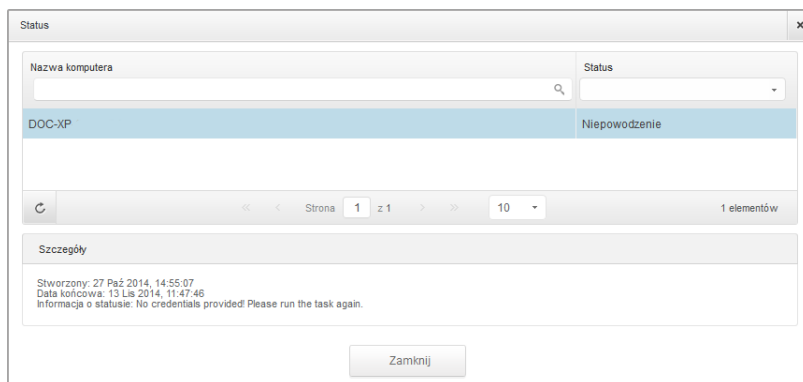 Status
Nazwa komputera Status
DOC-XP Niepowodzenie
Strona 1 z 1 10 1 elementów
Szczegóły
Stworzony: 27 Paź 2014, 14:55:07
Data końcowa: 13 Lis 2014, 11:47:46
Informacja o statusie: No credentials provided! Please run the task again.
Zamknij